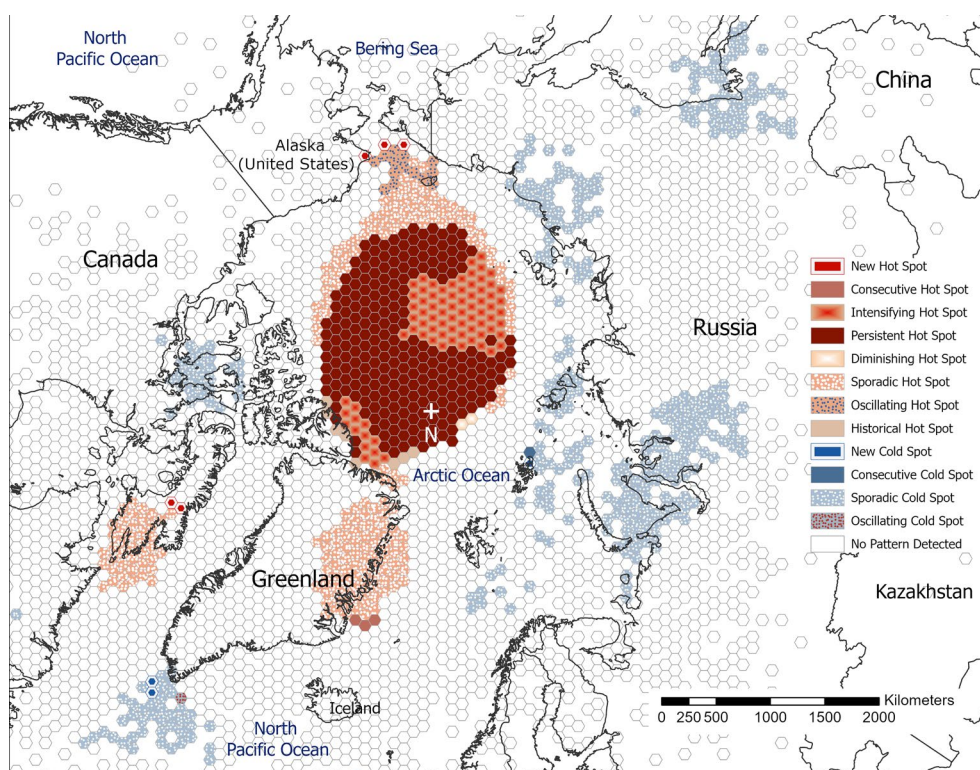 North
Pacific Ocean
Bering Sea
China
Alaska
(United States)
Canada
Russia
N
Arctic Ocean
Greenland
Kazakhstan
Iceland
North
Pacific Ocean
New Hot Spot
Consecutive Hot Spot
Intensifying Hot Spot
Persistent Hot Spot
Diminishing Hot Spot
Sporadic Hot Spot
Oscillating Hot Spot
Historical Hot Spot
New Cold Spot
Consecutive Cold Spot
Sporadic Cold Spot
Oscillating Cold Spot
No Pattern Detected
Kilometers
0 250 500 1000 1500 2000